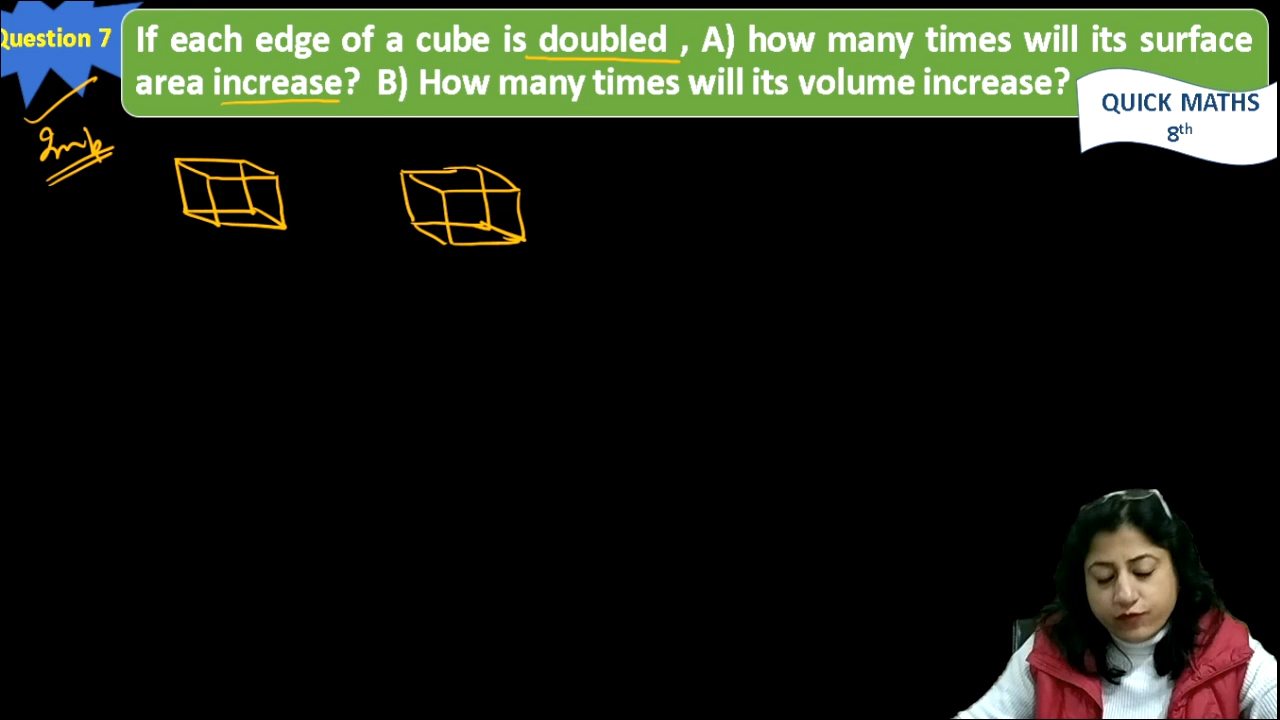 Question 7
If each edge of a cube is doubled , A) how many times will its surface
area increase? B) How many times will its volume increase?
QUICK MATHS
8th
Imp